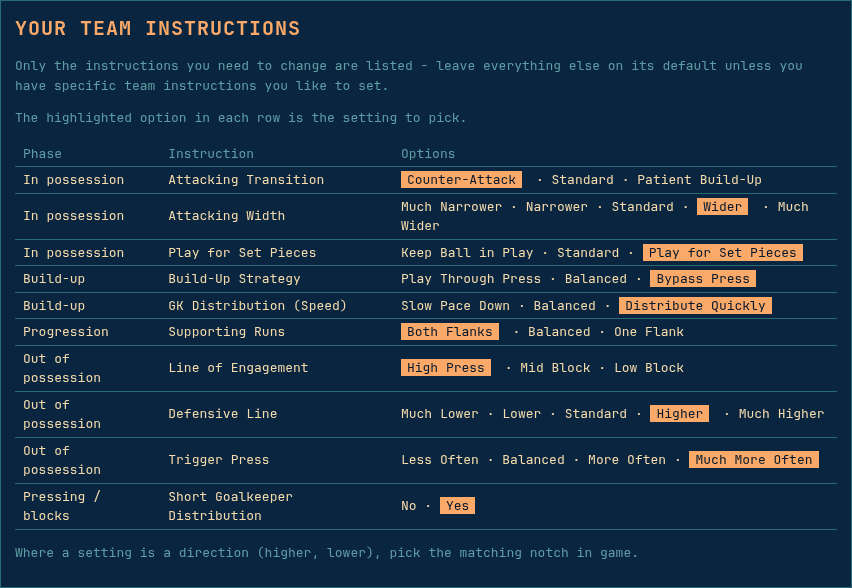 YOUR TEAM INSTRUCTIONS
Only the instructions you need to change are listed - leave everything else on its default unless you
have specific team instructions you like to set.
The highlighted option in each row is the setting to pick.
Phase Instruction Options
In possession Attacking Transition Counter-Attack · Standard · Patient Build-Up
In possession Attacking Width Much Narrower · Narrower · Standard · Wider · Much
Wider
In possession Play for Set Pieces Keep Ball in Play · Standard · Play for Set Pieces
Build-up Build-Up Strategy Play Through Press · Balanced · Bypass Press
Build-up GK Distribution (Speed) Slow Pace Down · Balanced · Distribute Quickly
Progression Supporting Runs Both Flanks · Balanced · One Flank
Out of
possession Line of Engagement High Press · Mid Block · Low Block
Out of
possession Defensive Line Much Lower · Lower · Standard · Higher · Much Higher
Out of
possession Trigger Press Less Often · Balanced · More Often · Much More Often
Pressing / Short Goalkeeper
blocks Distribution No · Yes
Where a setting is a direction (higher, lower), pick the matching notch in game.